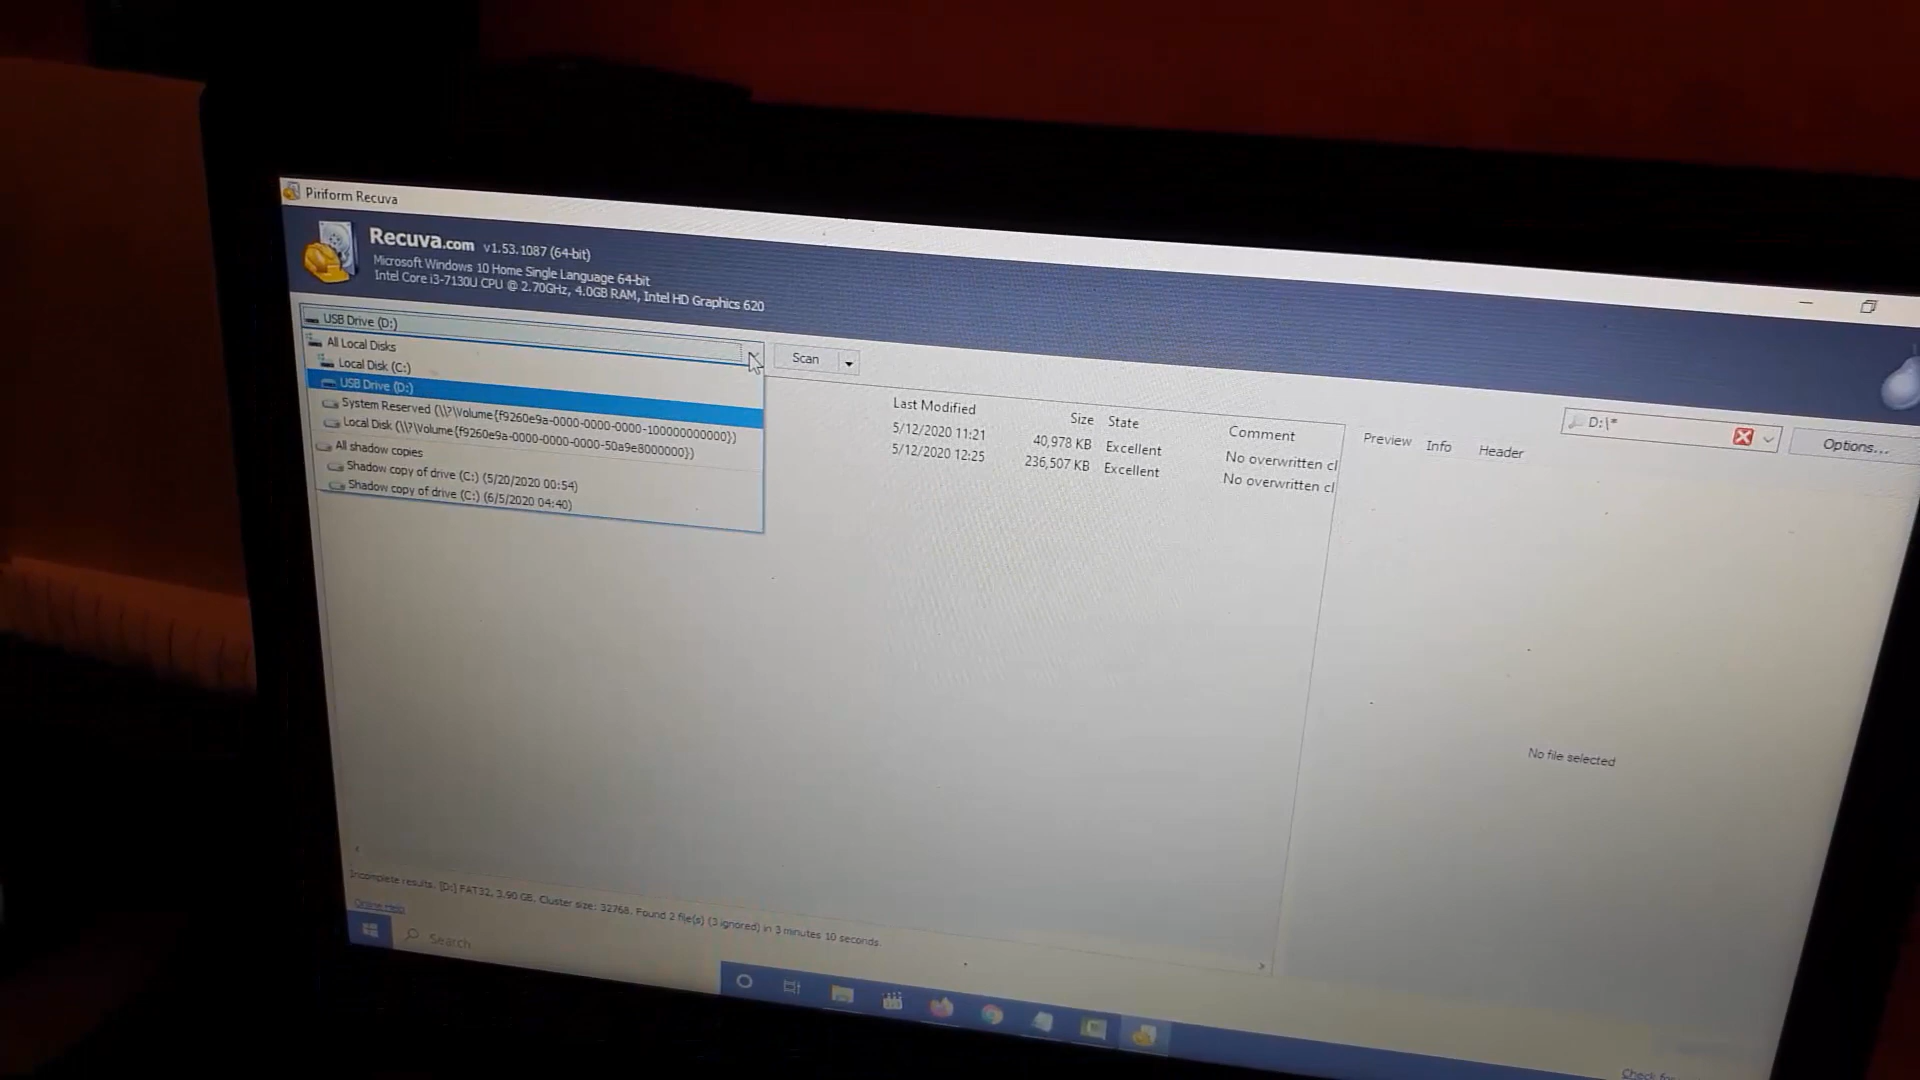 Piriform Recuva
Recuva.com v1.53.1087 (64-bit)
Microsoft Windows 10 Home Single Language 64-bit
Intel Core i3-7130U CPU @ 2.70GHz, 4.0GB RAM, Intel HD Graphics 620
USB Drive (D:)
Scan
D:\*
Options...
All Local Disks
Local Disk (C:)
USB Drive (D:)
System Reserved (\\?\Volume{f9260e9a-0000-0000-0000-100000000000})
Local Disk (\\?\Volume{f9260e9a-0000-0000-0000-50a9e8000000})
All shadow copies
Shadow copy of drive (C:) (5/20/2020 00:54)
Shadow copy of drive (C:) (6/5/2020 04:40)
Last Modified Size State Comment
5/12/2020 11:21 40,978 KB Excellent No overwritten cl
5/12/2020 12:25 236,507 KB Excellent No overwritten cl
Preview Info Header
No file selected
Incomplete results. [D:] FAT32, 3.90 GB, Cluster size: 32768. Found 2 file(s) (3 ignored) in 3 minutes 10 seconds.
Online Help
Check for
Search